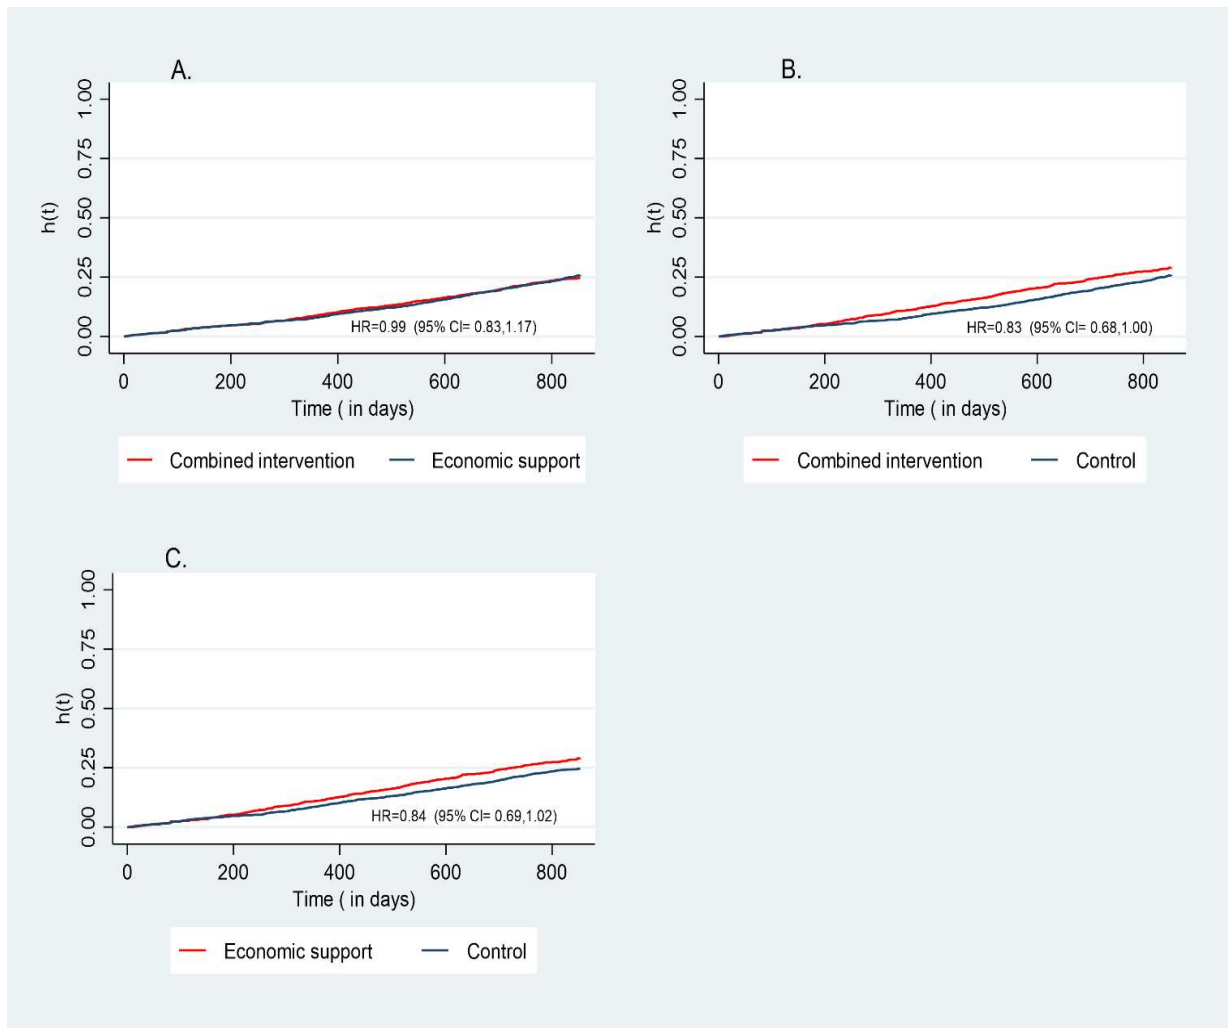 A.
1.00
0.75
0.50
0.25
0.00
h(t)
HR=0.99 (95% CI= 0.83,1.17)
0 200 400 600 800
Time ( in days)
Combined intervention Economic support
B.
1.00
0.75
0.50
0.25
0.00
h(t)
HR=0.83 (95% CI= 0.68,1.00)
0 200 400 600 800
Time ( in days)
Combined intervention Control
C.
1.00
0.75
0.50
0.25
0.00
h(t)
HR=0.84 (95% CI= 0.69,1.02)
0 200 400 600 800
Time ( in days)
Economic support Control